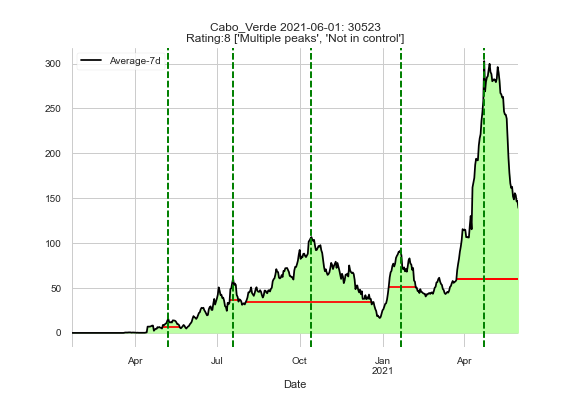 Cabo_Verde 2021-06-01: 30523
Rating:8 ['Multiple peaks', 'Not in control']
Average-7d
300
250
200
150
100
50
0
Apr
Jul
Oct
Jan
2021
Apr
Date